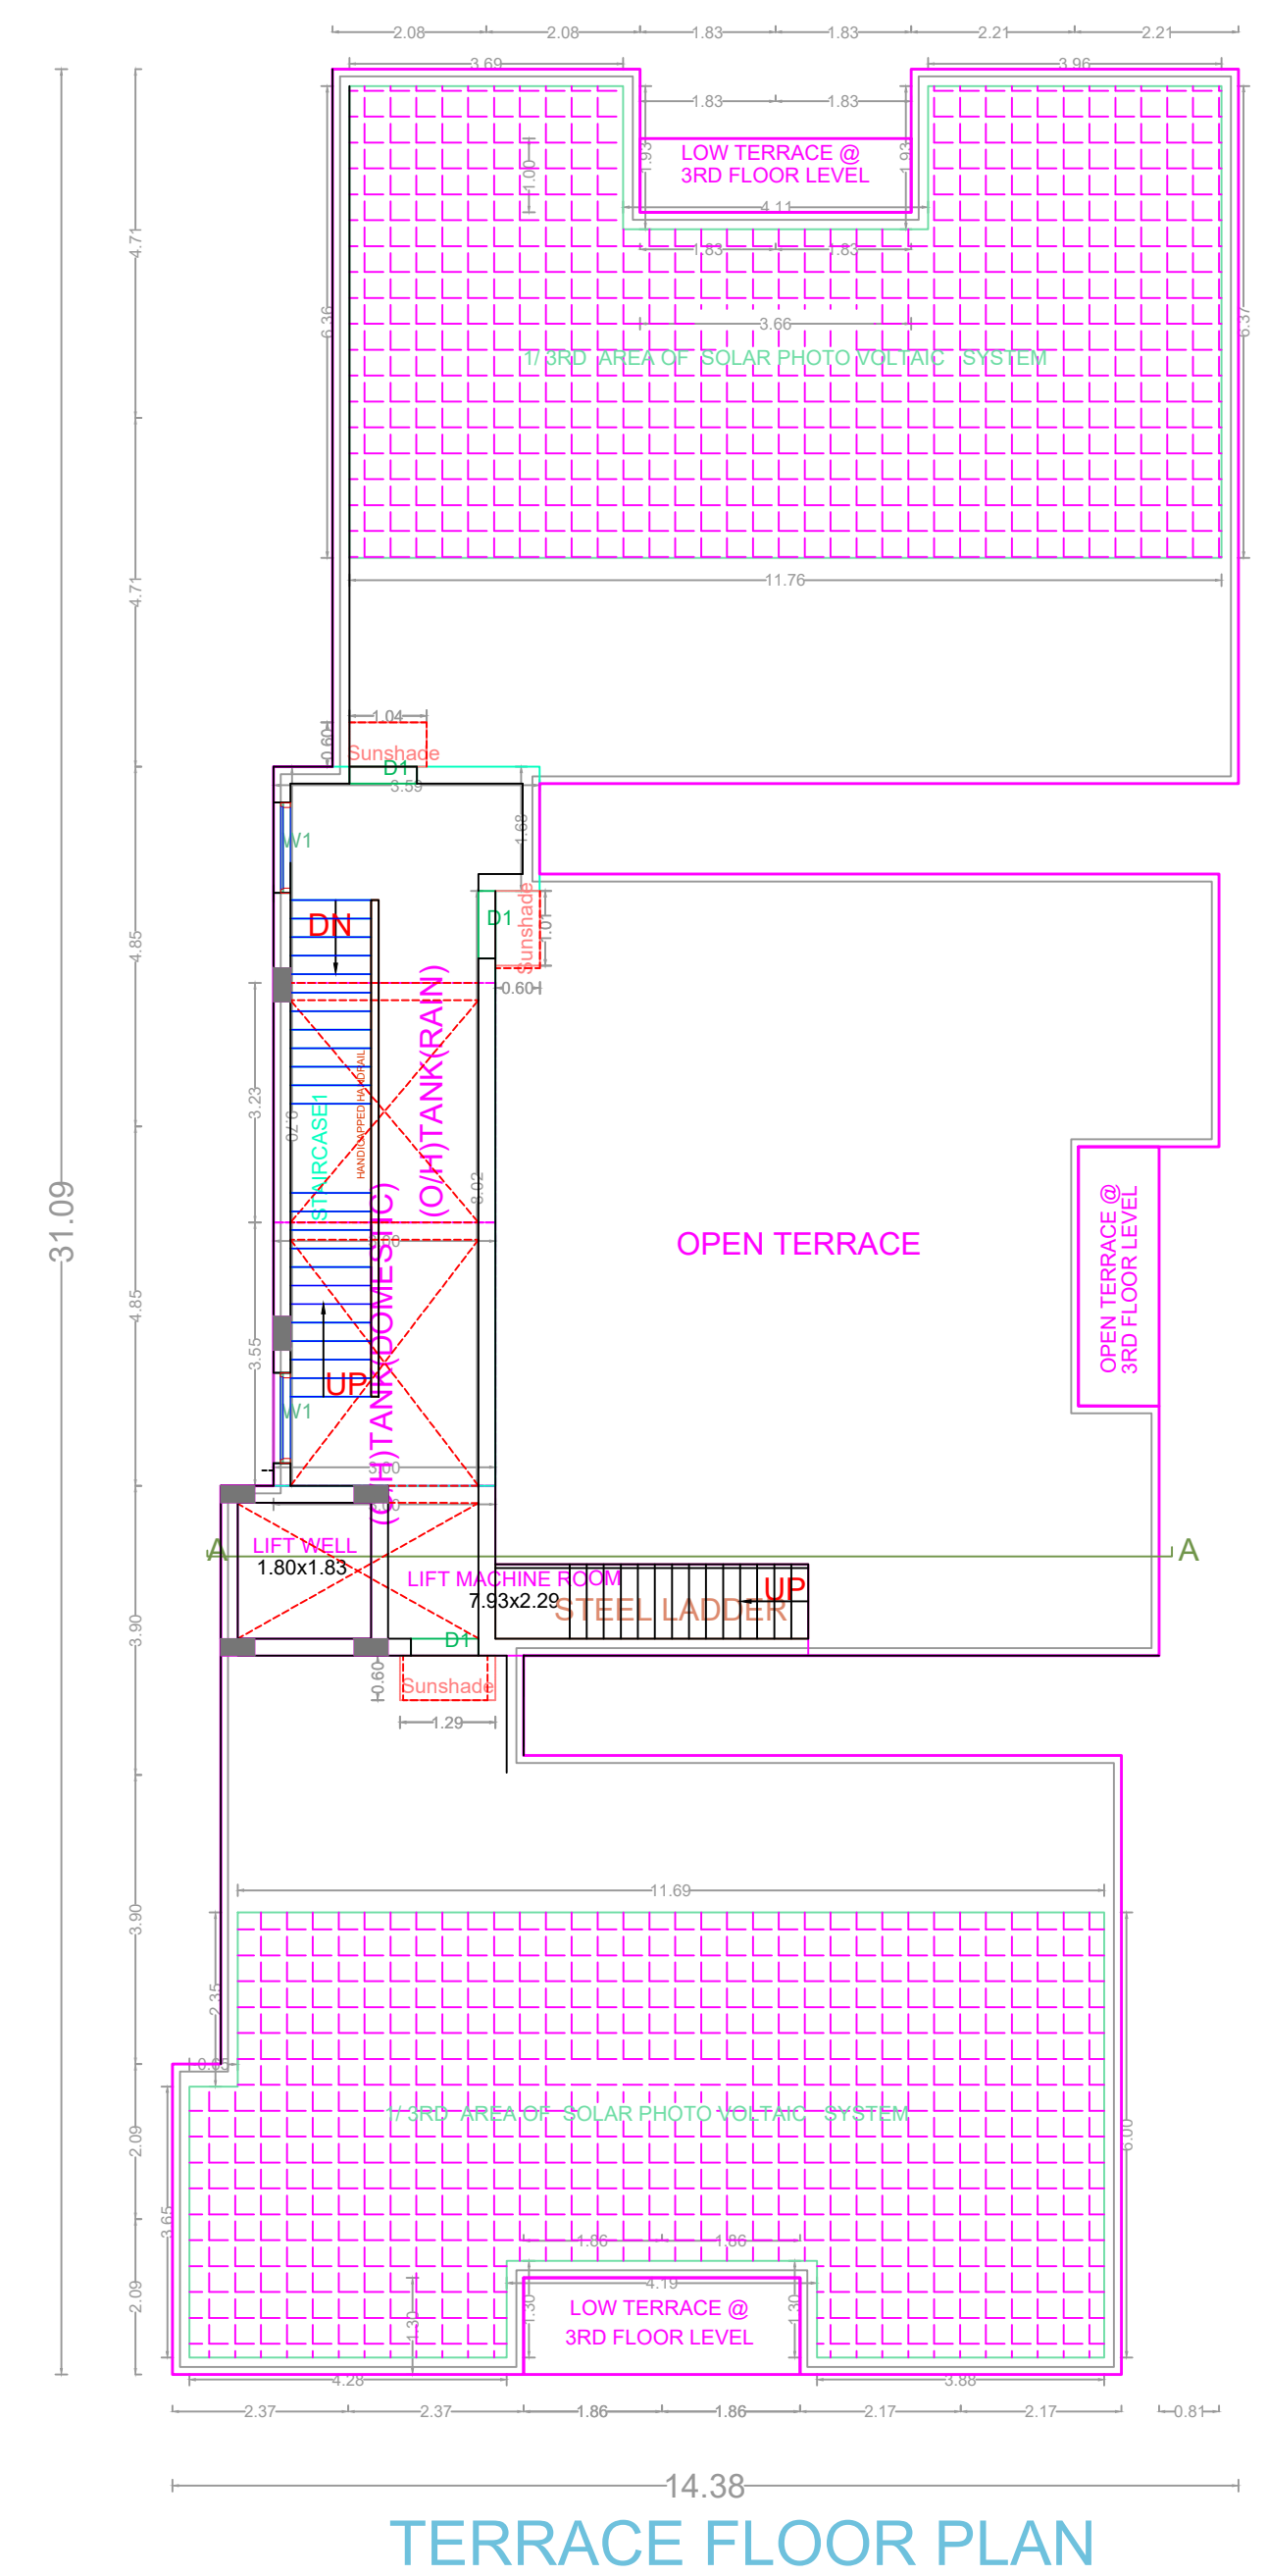 2.08 2.08 1.83 1.83 2.21 2.21
3.69 3.96
1.83 1.83
LOW TERRACE @
3RD FLOOR LEVEL
1.93 1.93
1.00
4.11
4.71
1.83 1.83
6.36 3.66 6.37
1/ 3RD AREA OF SOLAR PHOTO VOLTAIC SYSTEM
11.76
4.71
1.04
0.60
Sunshade
D1
3.59
W1
1.68
DN
D1
Sunshade
1.01
4.85
0.60
(O/H)TANK(RAIN)
HANDICAPPED HANDRAIL
STAIRCASE1
3.23
9.70
8.02
31.09
(O/H)TANK(DOMESTIC)
OPEN TERRACE
OPEN TERRACE @
3RD FLOOR LEVEL
4.85
3.55
UP
W1
LIFT WELL
1.80x1.83
A A
LIFT MACHINE ROOM
7.93x2.29
UP
STEEL LADDER
3.90
D1
0.60
Sunshade
1.29
11.69
3.90
2.35
1/ 3RD AREA OF SOLAR PHOTO VOLTAIC SYSTEM
6.00
2.09
3.65
1.86 1.86
4.19
1.30 1.30 1.30
LOW TERRACE @
3RD FLOOR LEVEL
2.09
4.28 3.88
2.37 2.37 1.86 1.86 2.17 2.17 0.81
14.38
TERRACE FLOOR PLAN